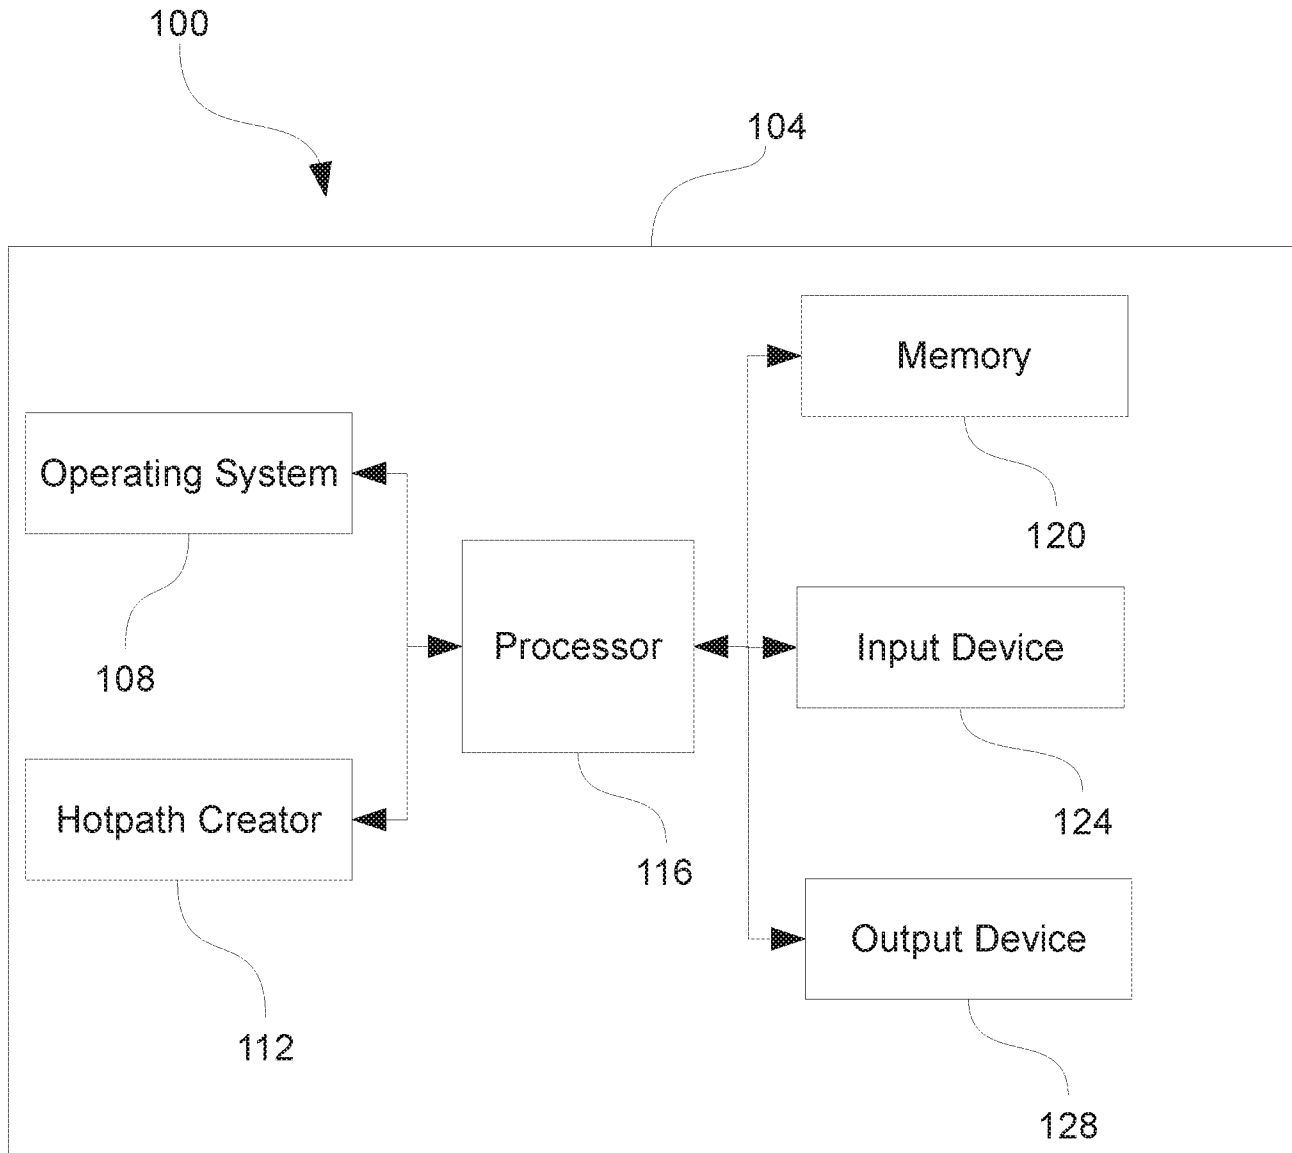 100
104
Memory
120
Operating System
108
Processor
116
Input Device
124
Hotpath Creator
112
Output Device
128